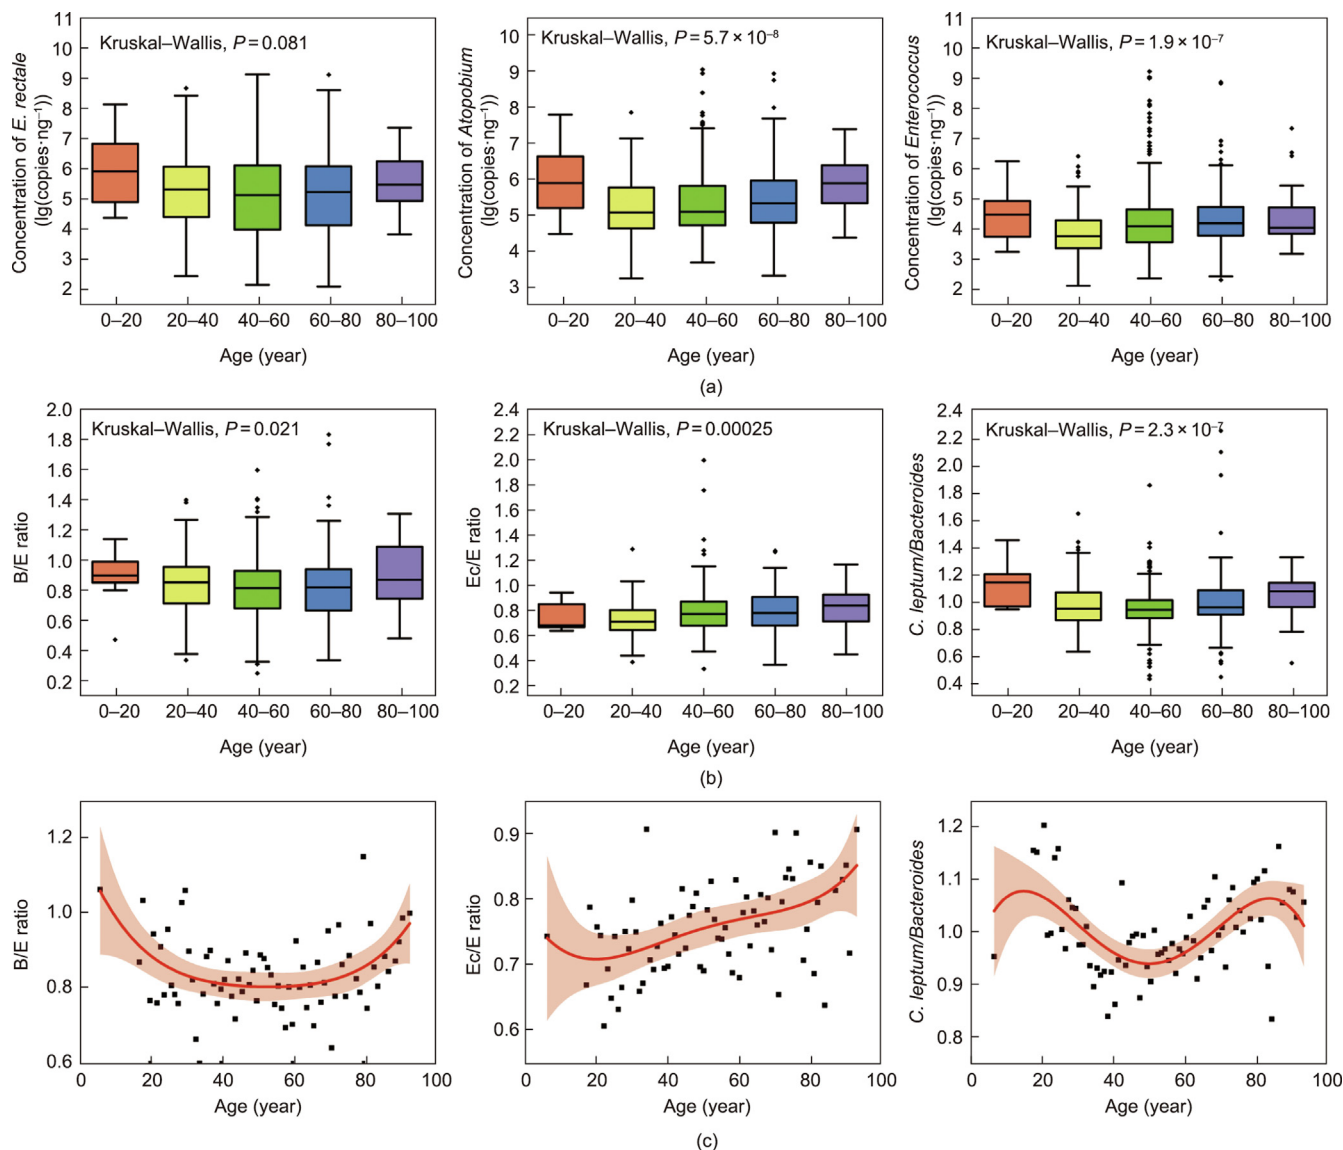 Kruskal–Wallis, P = 0.081
Concentration of E. rectale
(lg(copies·ng⁻¹))
11
10
9
8
7
6
5
4
3
2
0–20 20–40 40–60 60–80 80–100
Age (year)
Kruskal–Wallis, P = 5.7 × 10⁻⁸
Concentration of Atopobium
(lg(copies·ng⁻¹))
10
9
8
7
6
5
4
3
0–20 20–40 40–60 60–80 80–100
Age (year)
Kruskal–Wallis, P = 1.9 × 10⁻⁷
Concentration of Enterococcus
(lg(copies·ng⁻¹))
11
10
9
8
7
6
5
4
3
2
0–20 20–40 40–60 60–80 80–100
Age (year)
(a)
Kruskal–Wallis, P = 0.021
B/E ratio
2.0
1.8
1.6
1.4
1.2
1.0
0.8
0.6
0.4
0.2
0–20 20–40 40–60 60–80 80–100
Age (year)
Kruskal–Wallis, P = 0.00025
Ec/E ratio
2.4
2.2
2.0
1.8
1.6
1.4
1.2
1.0
0.8
0.6
0.4
0.2
0–20 20–40 40–60 60–80 80–100
Age (year)
Kruskal–Wallis, P = 2.3 × 10⁻⁷
C. leptum/Bacteroides
2.4
2.2
2.0
1.8
1.6
1.4
1.2
1.0
0.8
0.6
0.4
0–20 20–40 40–60 60–80 80–100
Age (year)
(b)
B/E ratio
1.2
1.0
0.8
0.6
0 20 40 60 80 100
Age (year)
Ec/E ratio
0.9
0.8
0.7
0.6
0 20 40 60 80 100
Age (year)
C. leptum/Bacteroides
1.2
1.1
1.0
0.9
0.8
0 20 40 60 80 100
Age (year)
(c)